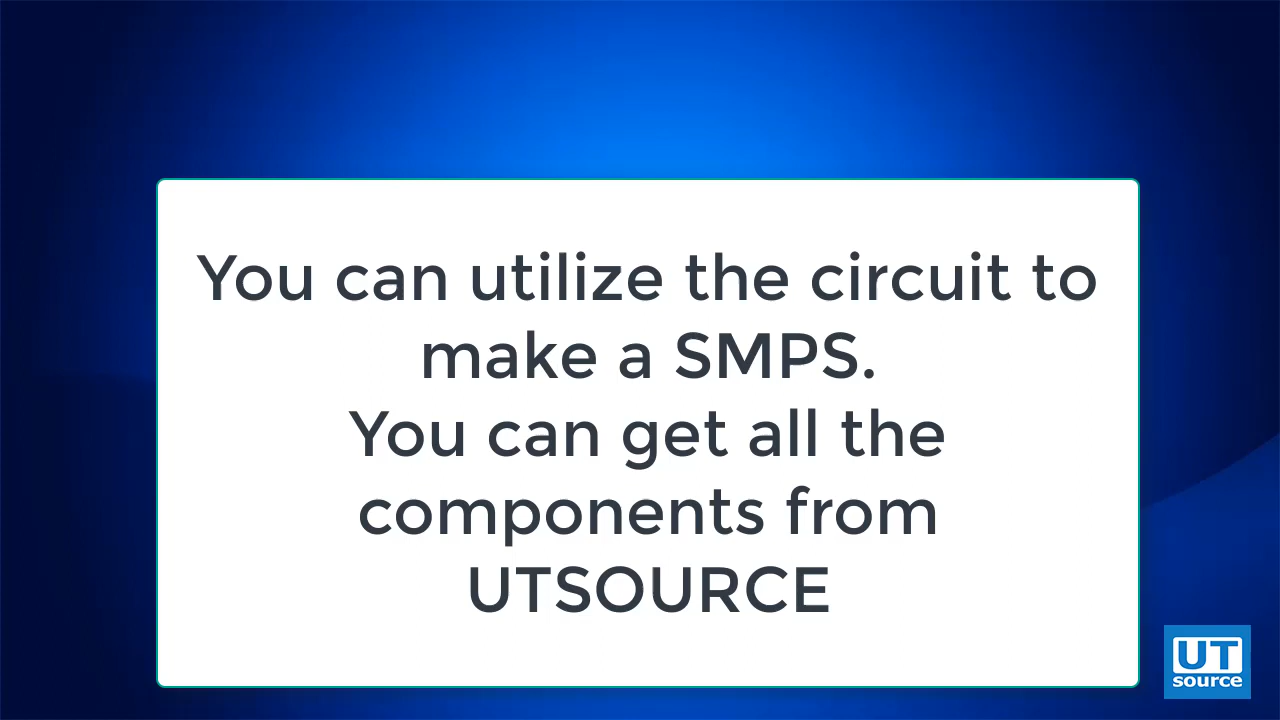 You can utilize the circuit to
make a SMPS.
You can get all the
components from
UTSOURCE
UT
source